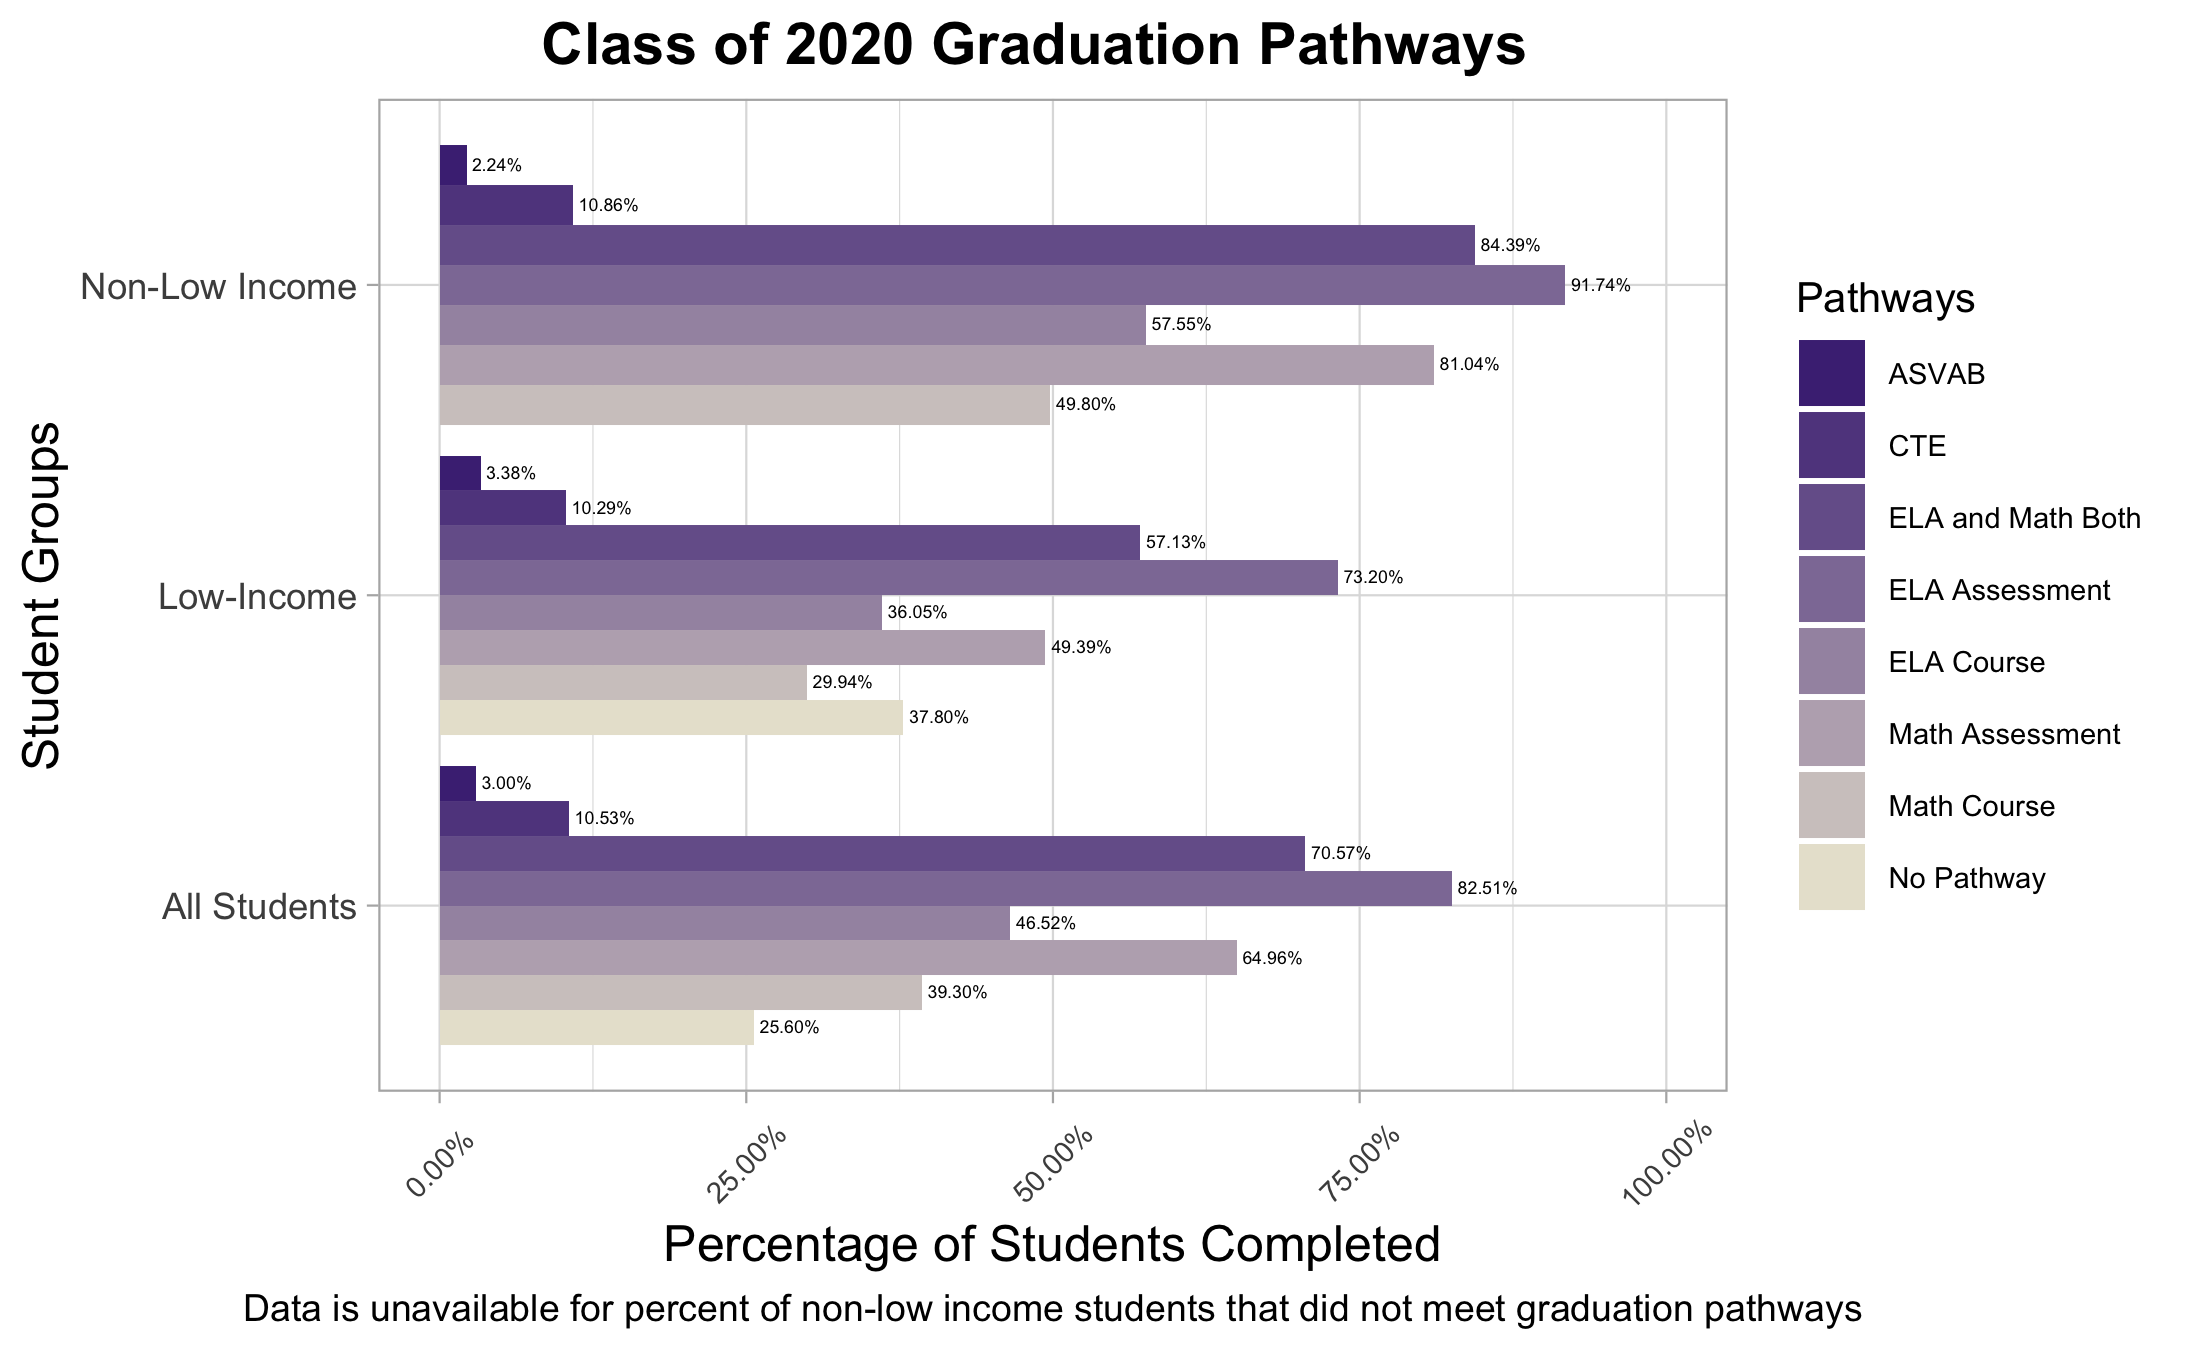 Class of 2020 Graduation Pathways
Student Groups
Non-Low Income
2.24%
10.86%
84.39%
91.74%
57.55%
81.04%
49.80%
Low-Income
3.38%
10.29%
57.13%
73.20%
36.05%
49.39%
29.94%
37.80%
All Students
3.00%
10.53%
70.57%
82.51%
46.52%
64.96%
39.30%
25.60%
0.00%
25.00%
50.00%
75.00%
100.00%
Percentage of Students Completed
Data is unavailable for percent of non-low income students that did not meet graduation pathways
Pathways
ASVAB
CTE
ELA and Math Both
ELA Assessment
ELA Course
Math Assessment
Math Course
No Pathway